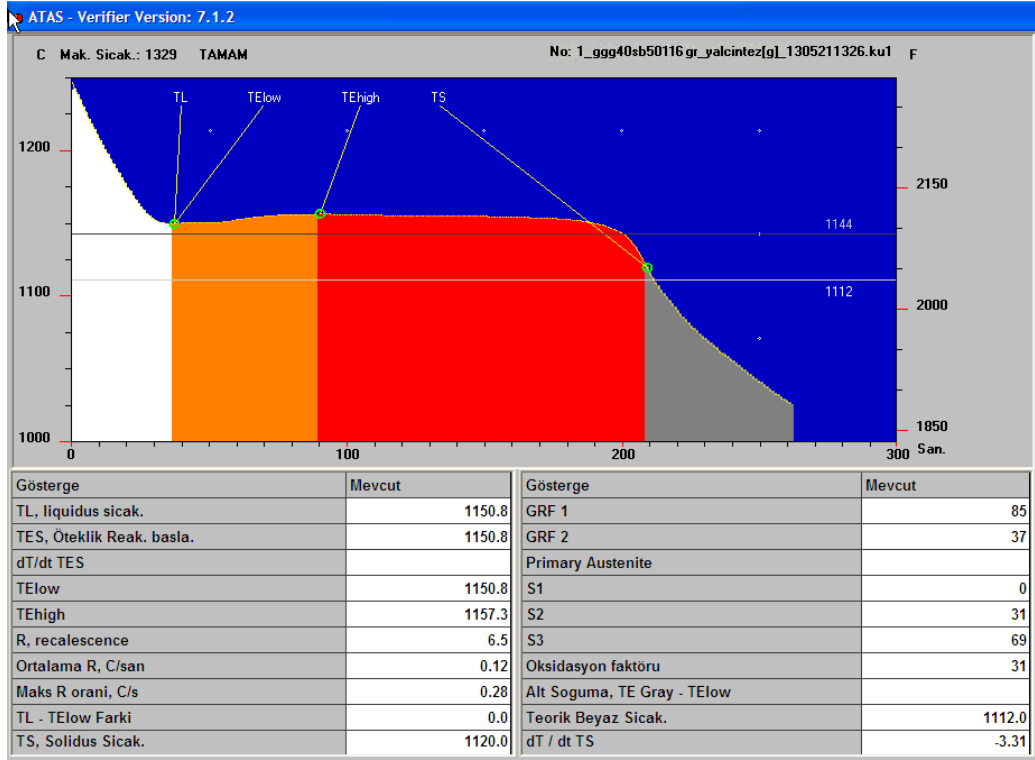 ATAS - Verifier Version: 7.1.2
C Mak. Sicak.: 1329 TAMAM No: 1_ggg40sb50116 gr_yalcintez[g]_1305211326.ku1 F
TL TElow TEhigh TS
1200
2150
1144
1100
1112
2000
1000
1850
0 100 200 300 San.
Gösterge Mevcut Gösterge Mevcut
TL, liquidus sicak. 1150.8 GRF 1 85
TES, Öteklik Reak. basla. 1150.8 GRF 2 37
dT/dt TES Primary Austenite
TElow 1150.8 S1 0
TEhigh 1157.3 S2 31
R, recalescence 6.5 S3 69
Ortalama R, C/san 0.12 Oksidasyon faktöru 31
Maks R orani, C/s 0.28 Alt Soguma, TE Gray - TElow
TL - TElow Farki 0.0 Teorik Beyaz Sicak. 1112.0
TS, Solidus Sicak. 1120.0 dT / dt TS -3.31